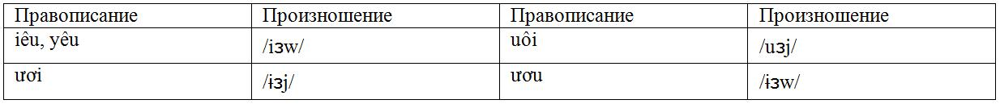 Правописание Произношение Правописание Произношение
iêu, yêu /iɜw/ uôi /uɜj/
ươi /ɨɜj/ ươu /ɨɜw/